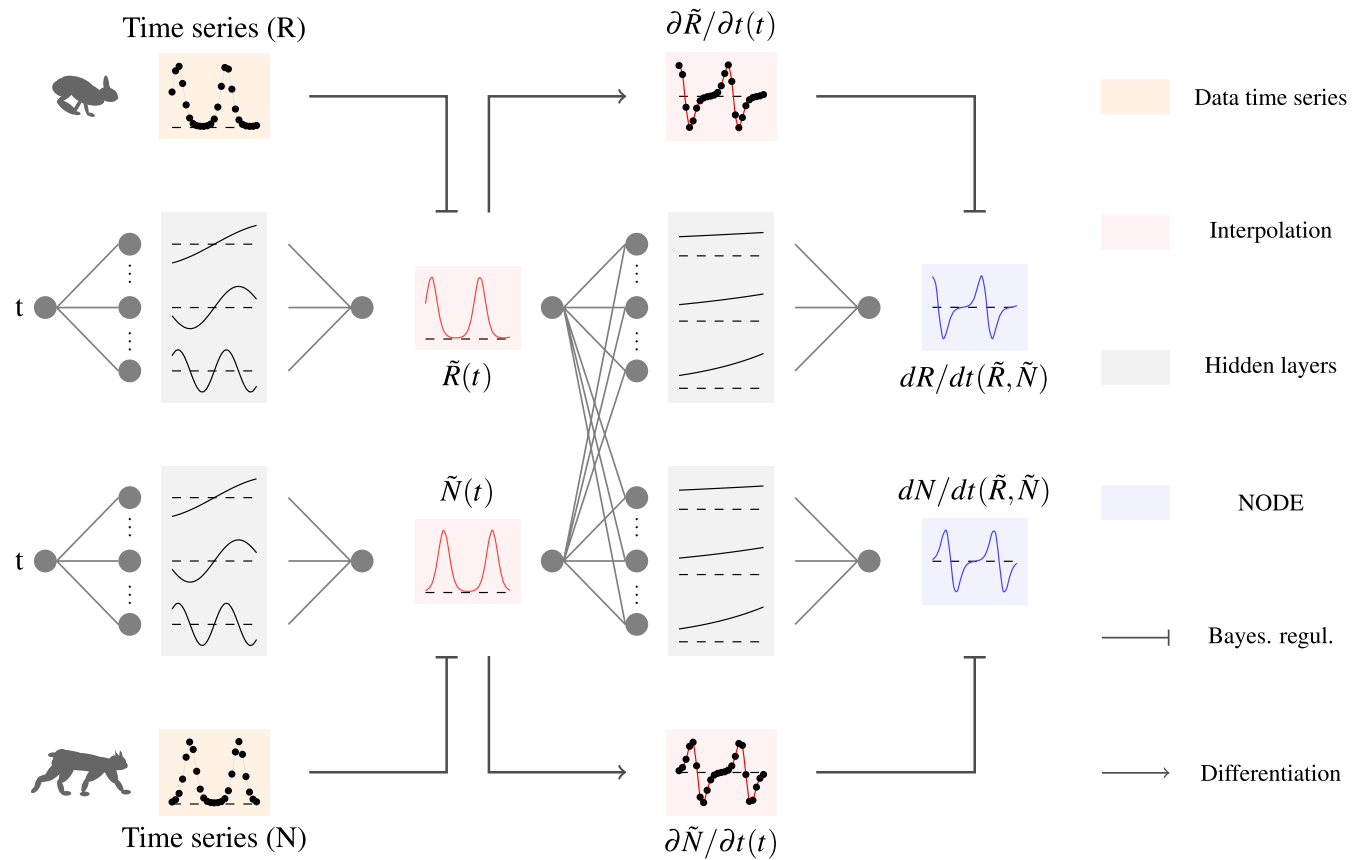 Time series (R)
∂R̃/∂t(t)
Data time series
Interpolation
t
R̃(t)
dR/dt(R̃, Ñ)
Hidden layers
Ñ(t)
dN/dt(R̃, Ñ)
NODE
t
Bayes. regul.
Differentiation
Time series (N)
∂Ñ/∂t(t)